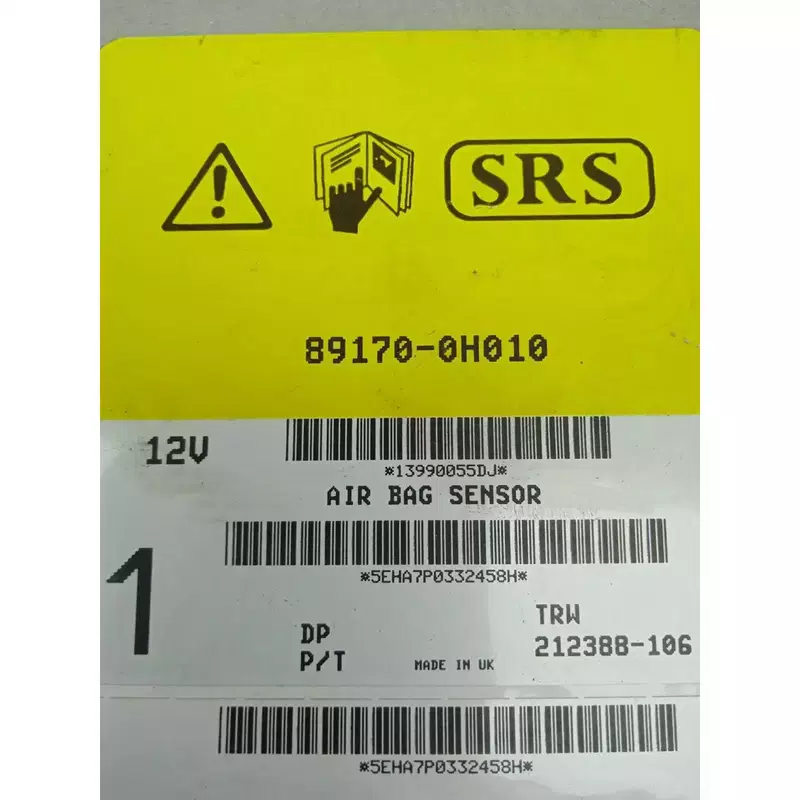 SRS
89170-0H010
12V
*13990055DJ*
AIR BAG SENSOR
*5EHA7P0332458H*
1
DP
P/T
MADE IN UK
TRW
212388-106
*5EHA7P0332458H*